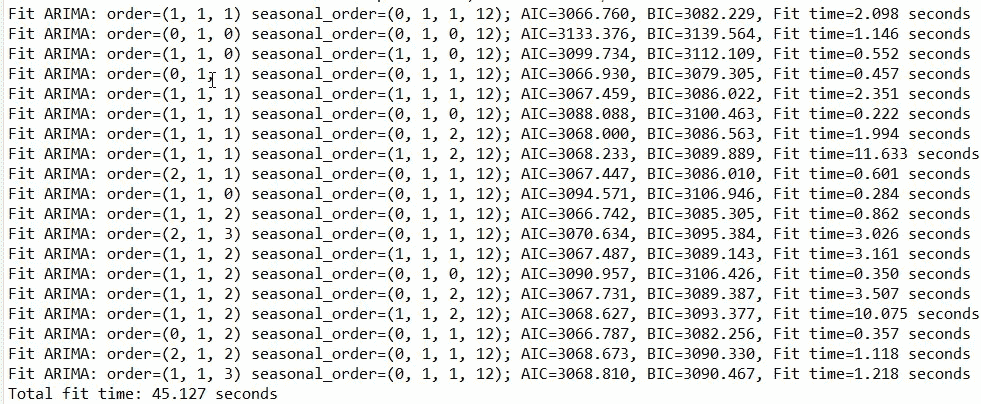 Fit ARIMA: order=(1, 1, 1) seasonal_order=(0, 1, 1, 12); AIC=3066.760, BIC=3082.229, Fit time=2.098 seconds
Fit ARIMA: order=(0, 1, 0) seasonal_order=(0, 1, 0, 12); AIC=3133.376, BIC=3139.564, Fit time=1.146 seconds
Fit ARIMA: order=(1, 1, 0) seasonal_order=(1, 1, 0, 12); AIC=3099.734, BIC=3112.109, Fit time=0.552 seconds
Fit ARIMA: order=(0, 1, 1) seasonal_order=(0, 1, 1, 12); AIC=3066.930, BIC=3079.305, Fit time=0.457 seconds
Fit ARIMA: order=(1, 1, 1) seasonal_order=(1, 1, 1, 12); AIC=3067.459, BIC=3086.022, Fit time=2.351 seconds
Fit ARIMA: order=(1, 1, 1) seasonal_order=(0, 1, 0, 12); AIC=3088.088, BIC=3100.463, Fit time=0.222 seconds
Fit ARIMA: order=(1, 1, 1) seasonal_order=(0, 1, 2, 12); AIC=3068.000, BIC=3086.563, Fit time=1.994 seconds
Fit ARIMA: order=(1, 1, 1) seasonal_order=(1, 1, 2, 12); AIC=3068.233, BIC=3089.889, Fit time=11.633 seconds
Fit ARIMA: order=(2, 1, 1) seasonal_order=(0, 1, 1, 12); AIC=3067.447, BIC=3086.010, Fit time=0.601 seconds
Fit ARIMA: order=(1, 1, 0) seasonal_order=(0, 1, 1, 12); AIC=3094.571, BIC=3106.946, Fit time=0.284 seconds
Fit ARIMA: order=(1, 1, 2) seasonal_order=(0, 1, 1, 12); AIC=3066.742, BIC=3085.305, Fit time=0.862 seconds
Fit ARIMA: order=(2, 1, 3) seasonal_order=(0, 1, 1, 12); AIC=3070.634, BIC=3095.384, Fit time=3.026 seconds
Fit ARIMA: order=(1, 1, 2) seasonal_order=(1, 1, 1, 12); AIC=3067.487, BIC=3089.143, Fit time=3.161 seconds
Fit ARIMA: order=(1, 1, 2) seasonal_order=(0, 1, 0, 12); AIC=3090.957, BIC=3106.426, Fit time=0.350 seconds
Fit ARIMA: order=(1, 1, 2) seasonal_order=(0, 1, 2, 12); AIC=3067.731, BIC=3089.387, Fit time=3.507 seconds
Fit ARIMA: order=(1, 1, 2) seasonal_order=(1, 1, 2, 12); AIC=3068.627, BIC=3093.377, Fit time=10.075 seconds
Fit ARIMA: order=(0, 1, 2) seasonal_order=(0, 1, 1, 12); AIC=3066.787, BIC=3082.256, Fit time=0.357 seconds
Fit ARIMA: order=(2, 1, 2) seasonal_order=(0, 1, 1, 12); AIC=3068.673, BIC=3090.330, Fit time=1.118 seconds
Fit ARIMA: order=(1, 1, 3) seasonal_order=(0, 1, 1, 12); AIC=3068.810, BIC=3090.467, Fit time=1.218 seconds
Total fit time: 45.127 seconds